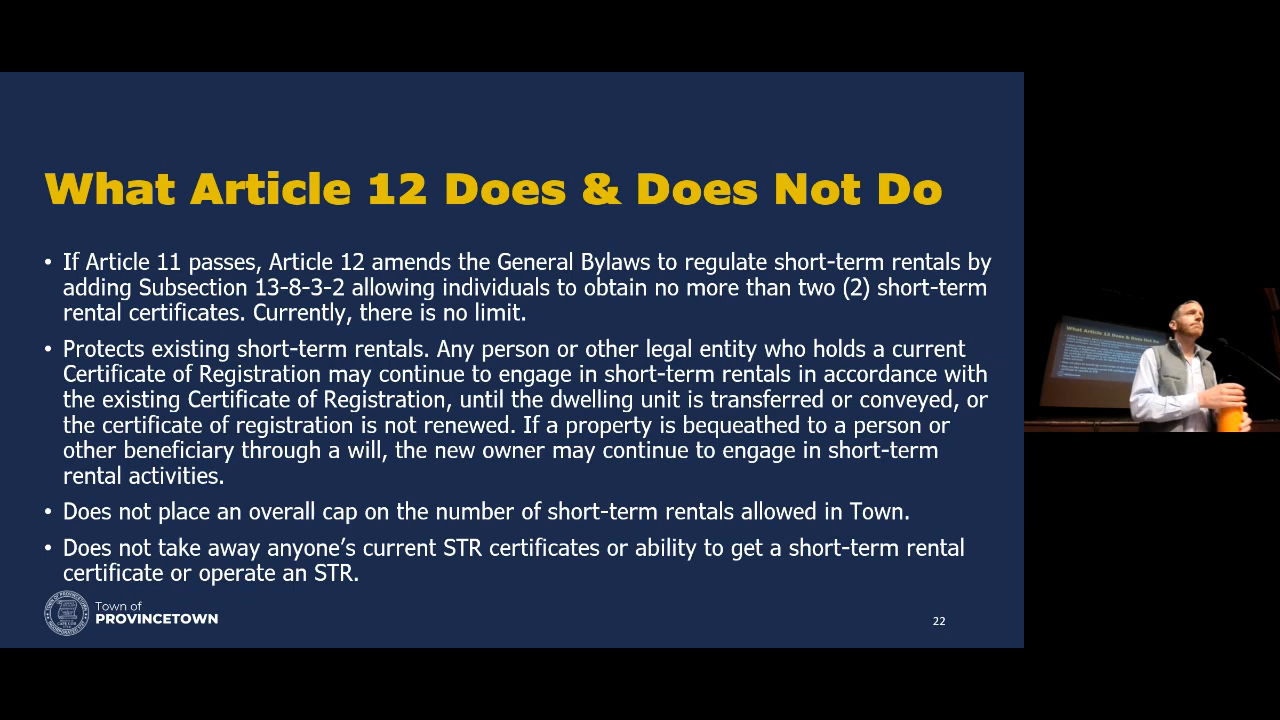 What Article 12 Does & Does Not Do
• If Article 11 passes, Article 12 amends the General Bylaws to regulate short-term rentals by
adding Subsection 13-8-3-2 allowing individuals to obtain no more than two (2) short-term
rental certificates. Currently, there is no limit.
• Protects existing short-term rentals. Any person or other legal entity who holds a current
Certificate of Registration may continue to engage in short-term rentals in accordance with
the existing Certificate of Registration, until the dwelling unit is transferred or conveyed, or
the certificate of registration is not renewed. If a property is bequeathed to a person or
other beneficiary through a will, the new owner may continue to engage in short-term
rental activities.
• Does not place an overall cap on the number of short-term rentals allowed in Town.
• Does not take away anyone’s current STR certificates or ability to get a short-term rental
certificate or operate an STR.
Town of
PROVINCETOWN
22
What Article 12 Does & Does Not Do